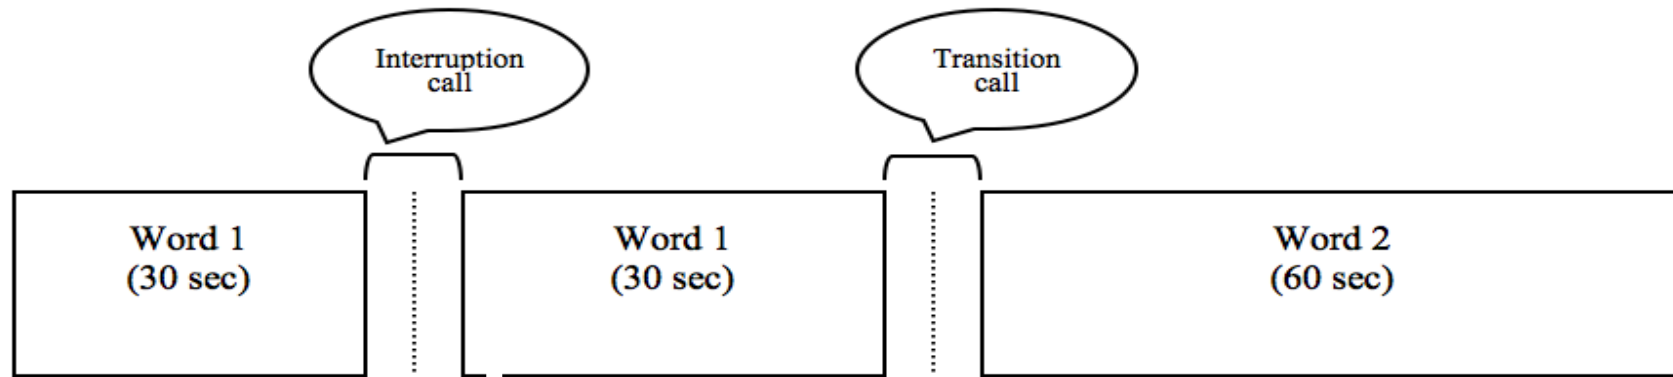 Interruption
call
Transition
call
Word 1
(30 sec)
Word 1
(30 sec)
Word 2
(60 sec)